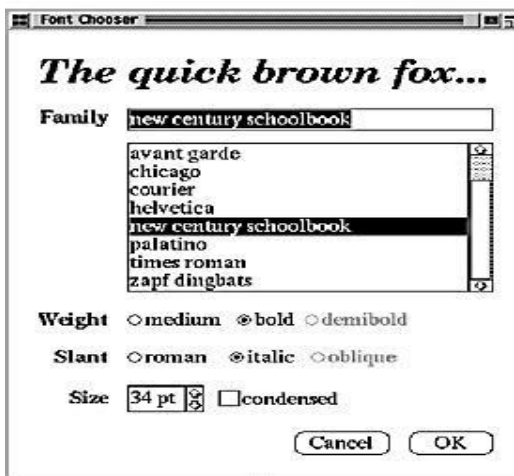 Font Chooser
The quick brown fox...
Family new century schoolbook
avant garde
chicago
courier
helvetica
new century schoolbook
palatino
times roman
zapf dingbats
Weight medium bold demibold
Slant roman italic oblique
Size 34 pt condensed
Cancel OK